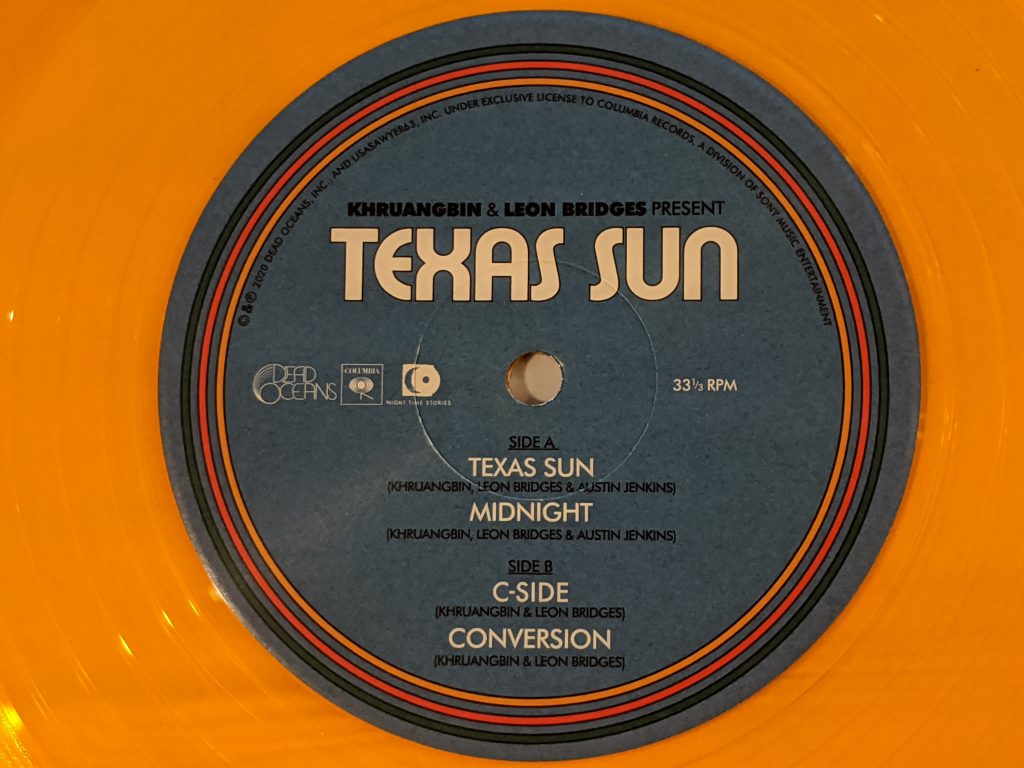 © & ℗ 2020 DEAD OCEANS, INC., AND LISASAWYER63, INC. UNDER EXCLUSIVE LICENSE TO COLUMBIA RECORDS, A DIVISION OF SONY MUSIC ENTERTAINMENT
KHRUANGBIN & LEON BRIDGES PRESENT
TEXAS SUN
DEAD OCEANS
COLUMBIA
NIGHT TIME STORIES
33⅓ RPM
SIDE A
TEXAS SUN
(KHRUANGBIN, LEON BRIDGES & AUSTIN JENKINS)
MIDNIGHT
(KHRUANGBIN, LEON BRIDGES & AUSTIN JENKINS)
SIDE B
C-SIDE
(KHRUANGBIN & LEON BRIDGES)
CONVERSION
(KHRUANGBIN & LEON BRIDGES)